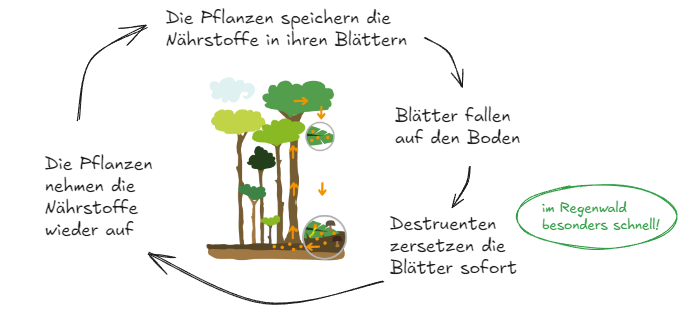 Die Pflanzen speichern die
Nährstoffe in ihren Blättern
Blätter fallen
auf den Boden
Destruenten
zersetzen die
Blätter sofort
im Regenwald
besonders schnell!
Die Pflanzen
nehmen die
Nährstoffe
wieder auf